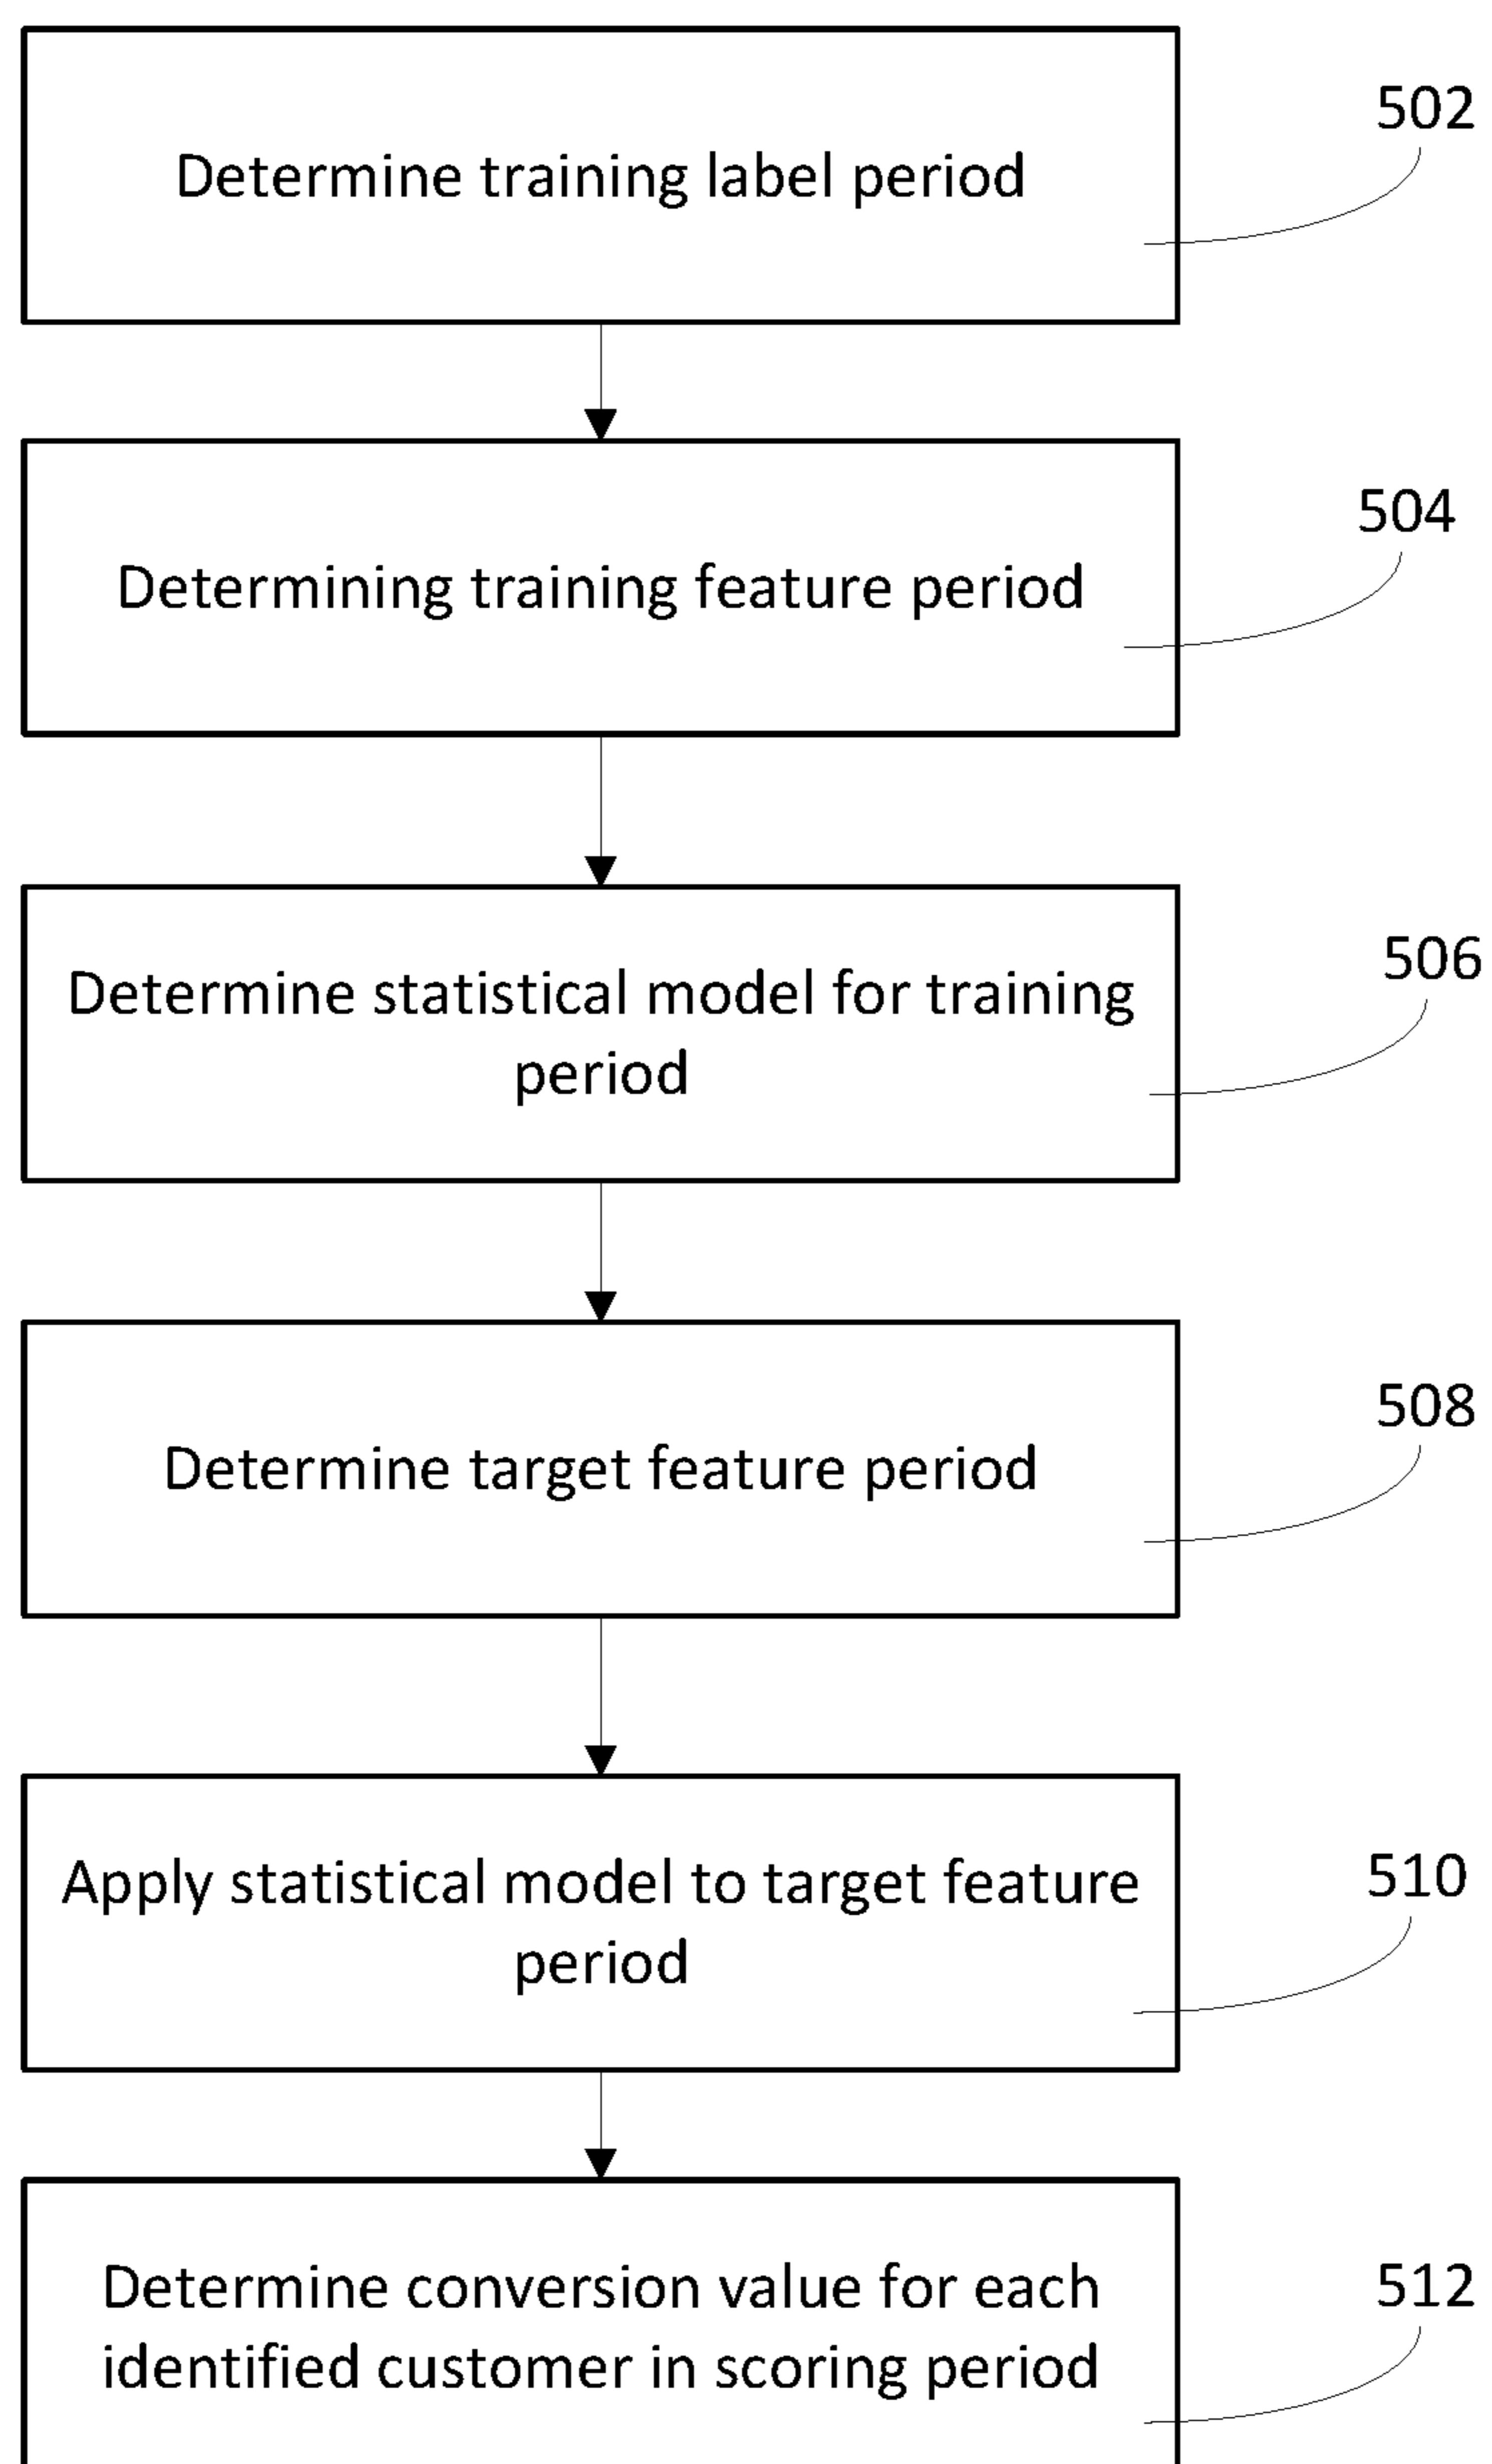 Determine training label period
502
Determining training feature period
504
Determine statistical model for training
period
506
Determine target feature period
508
Apply statistical model to target feature
period
510
Determine conversion value for each
identified customer in scoring period
512